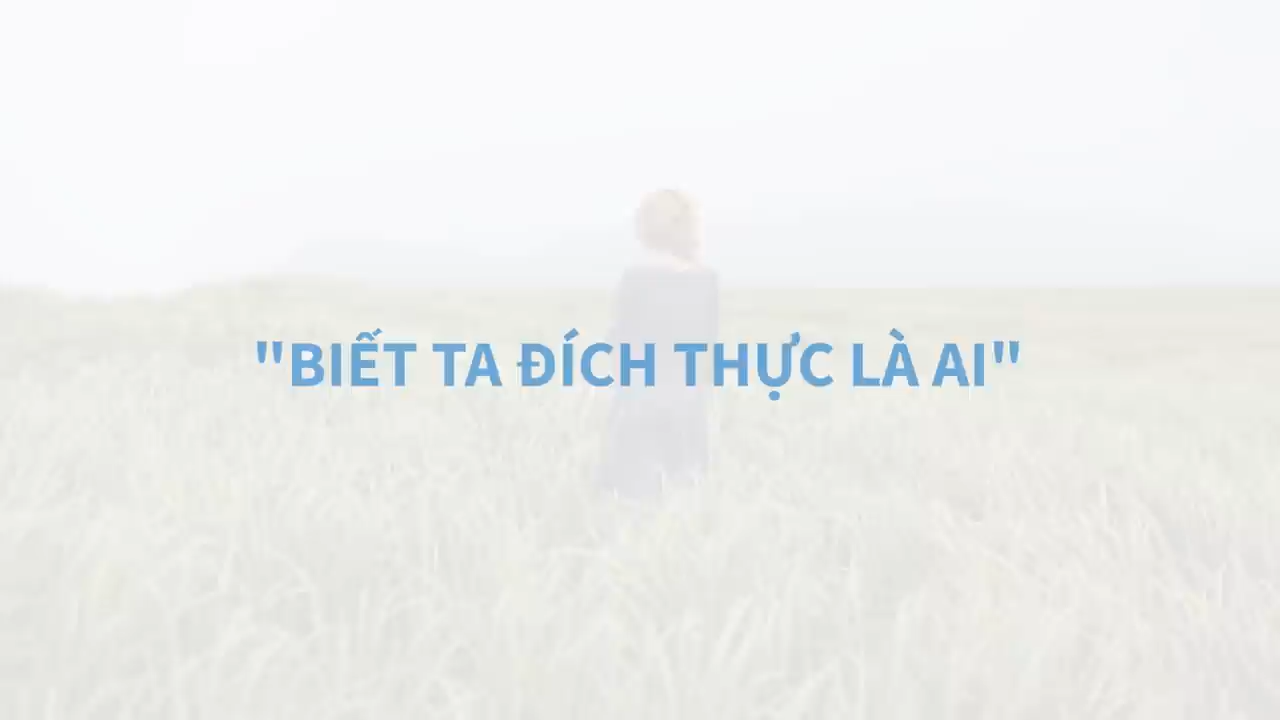 "BIẾT TA ĐÍCH THỰC LÀ AI"